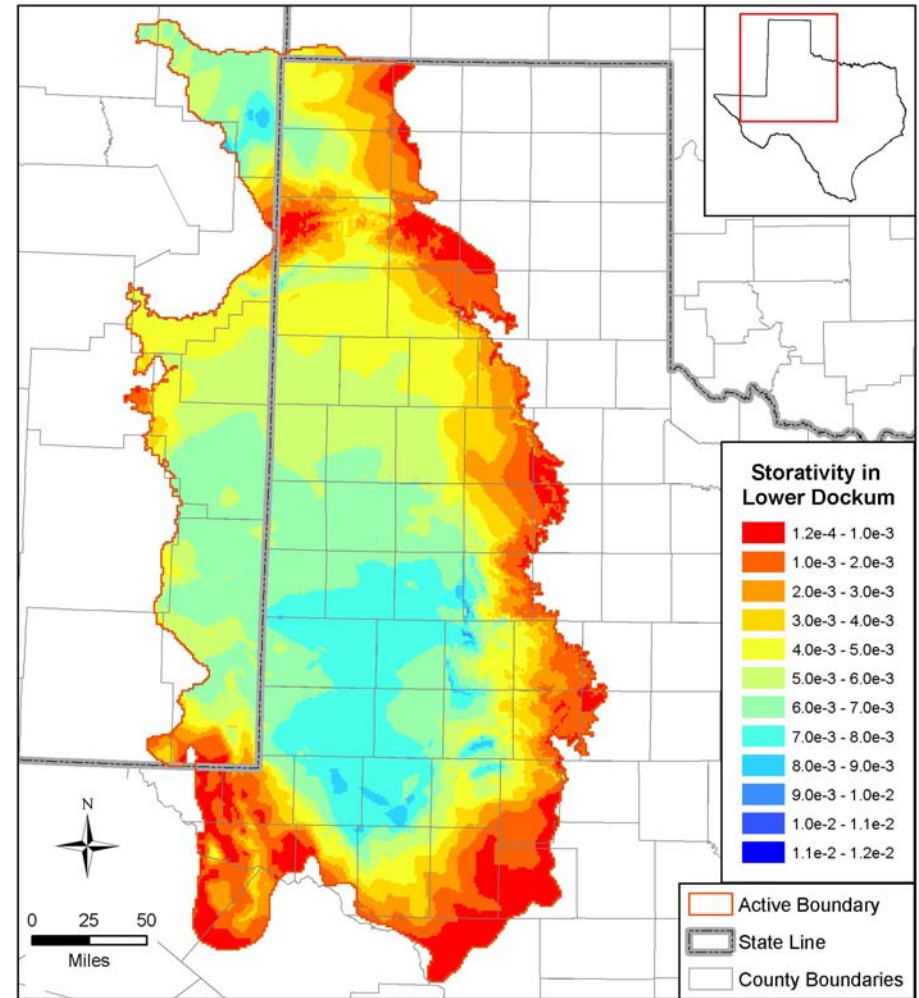 Storativity in
Lower Dockum
1.2e-4 - 1.0e-3
1.0e-3 - 2.0e-3
2.0e-3 - 3.0e-3
3.0e-3 - 4.0e-3
4.0e-3 - 5.0e-3
5.0e-3 - 6.0e-3
6.0e-3 - 7.0e-3
7.0e-3 - 8.0e-3
8.0e-3 - 9.0e-3
9.0e-3 - 1.0e-2
1.0e-2 - 1.1e-2
1.1e-2 - 1.2e-2
N
0 25 50
Miles
Active Boundary
State Line
County Boundaries